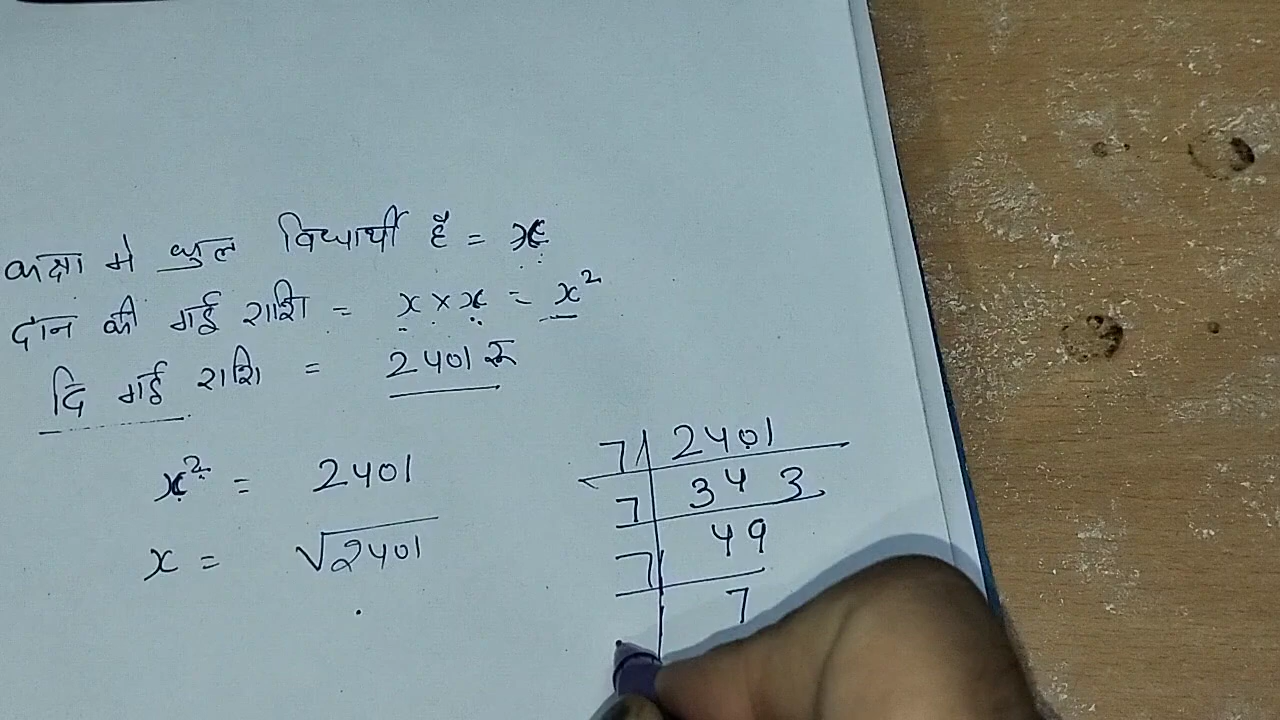 कक्षा मे कुल विद्यार्थी है = x
दान की गई राशि = x × x = x²
दि गई राशि = 2401 रू
x² = 2401
x = √2401
7 2401
7 343
7 49
7